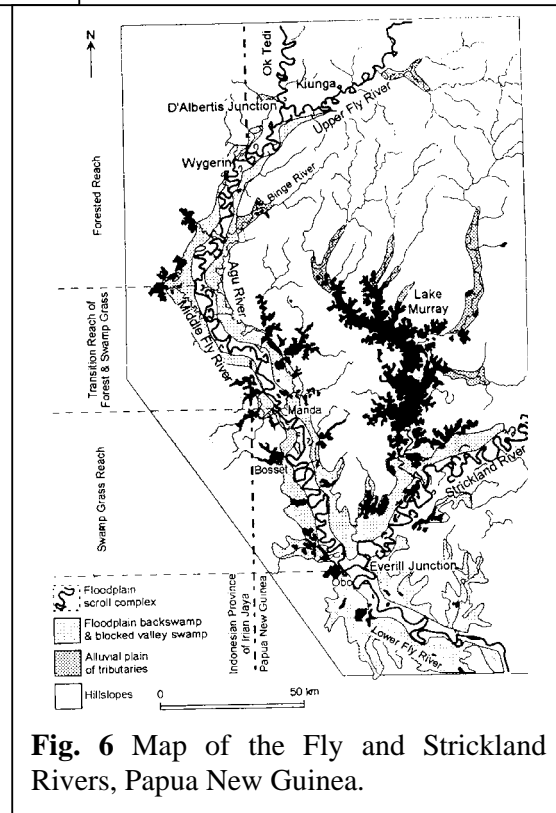 N
Ok Tedi
Kiunga
D'Albertis Junction
Upper Fly River
Wygerin
Binge River
Forested Reach
Agu River
Lake
Murray
Middle Fly River
Transition Reach of
Forest & Swamp Grass
Manda
Bosset
Strickland River
Swamp Grass Reach
Everill Junction
Obo
Lower Fly River
Floodplain
scroll complex
Floodplain backswamp
& blocked valley swamp
Alluvial plain
of tributaries
Hillslopes
Indonesian Province
of Irian Jaya
Papua New Guinea
0 50 km
Fig. 6 Map of the Fly and Strickland
Rivers, Papua New Guinea.